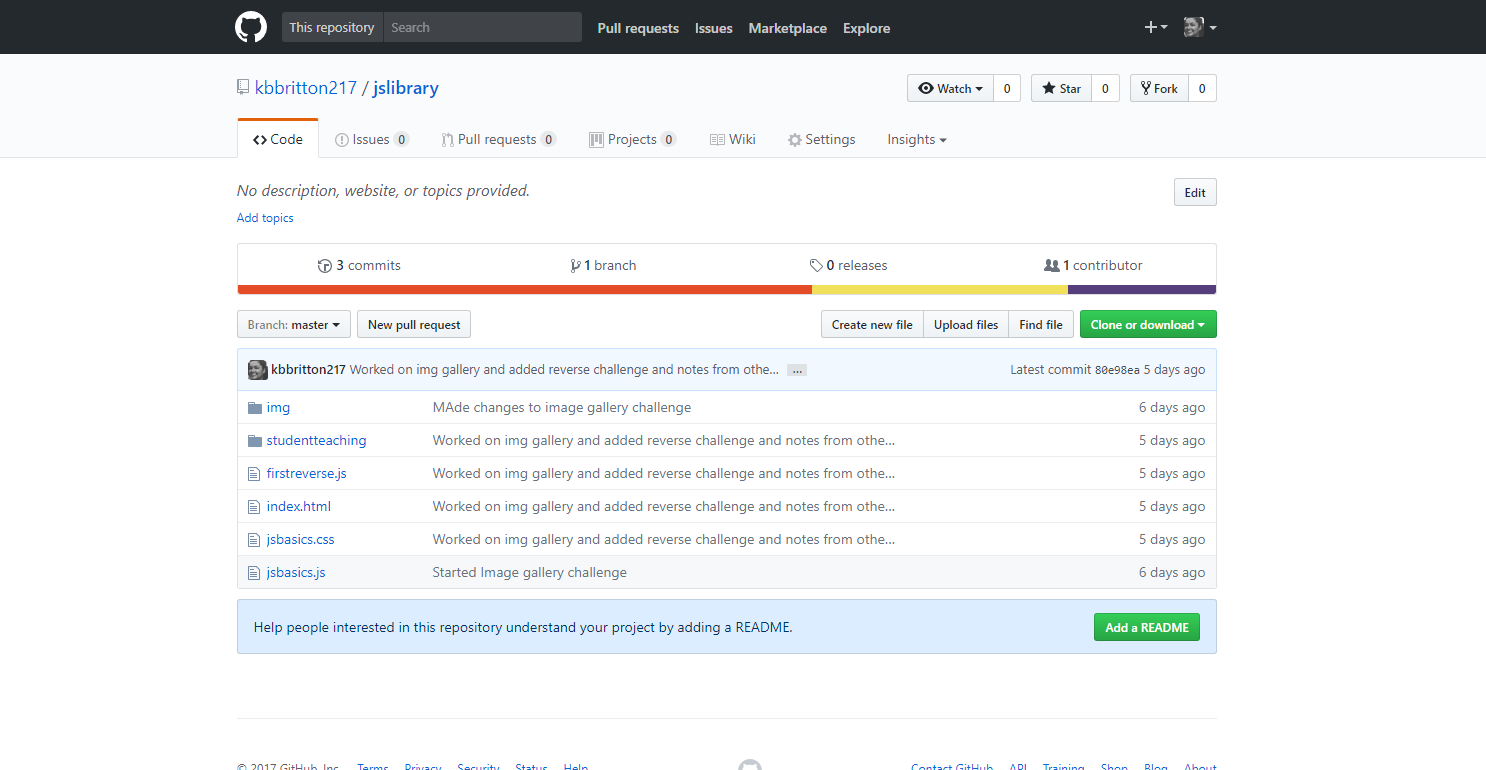 This repository Search Pull requests Issues Marketplace Explore
kbbritton217 / jslibrary Watch 0 Star 0 Fork 0
Code Issues 0 Pull requests 0 Projects 0 Wiki Settings Insights
No description, website, or topics provided. Edit
Add topics
3 commits 1 branch 0 releases 1 contributor
Branch: master New pull request Create new file Upload files Find file Clone or download
kbbritton217 Worked on img gallery and added reverse challenge and notes from othe... ... Latest commit 80e98ea 5 days ago
img MAde changes to image gallery challenge 6 days ago
studentteaching Worked on img gallery and added reverse challenge and notes from othe... 5 days ago
firstreverse.js Worked on img gallery and added reverse challenge and notes from othe... 5 days ago
index.html Worked on img gallery and added reverse challenge and notes from othe... 5 days ago
jsbasics.css Worked on img gallery and added reverse challenge and notes from othe... 5 days ago
jsbasics.js Started Image gallery challenge 6 days ago
Help people interested in this repository understand your project by adding a README. Add a README
© 2017 GitHub, Inc. Terms Privacy Security Status Help Contact GitHub API Training Shop Blog About